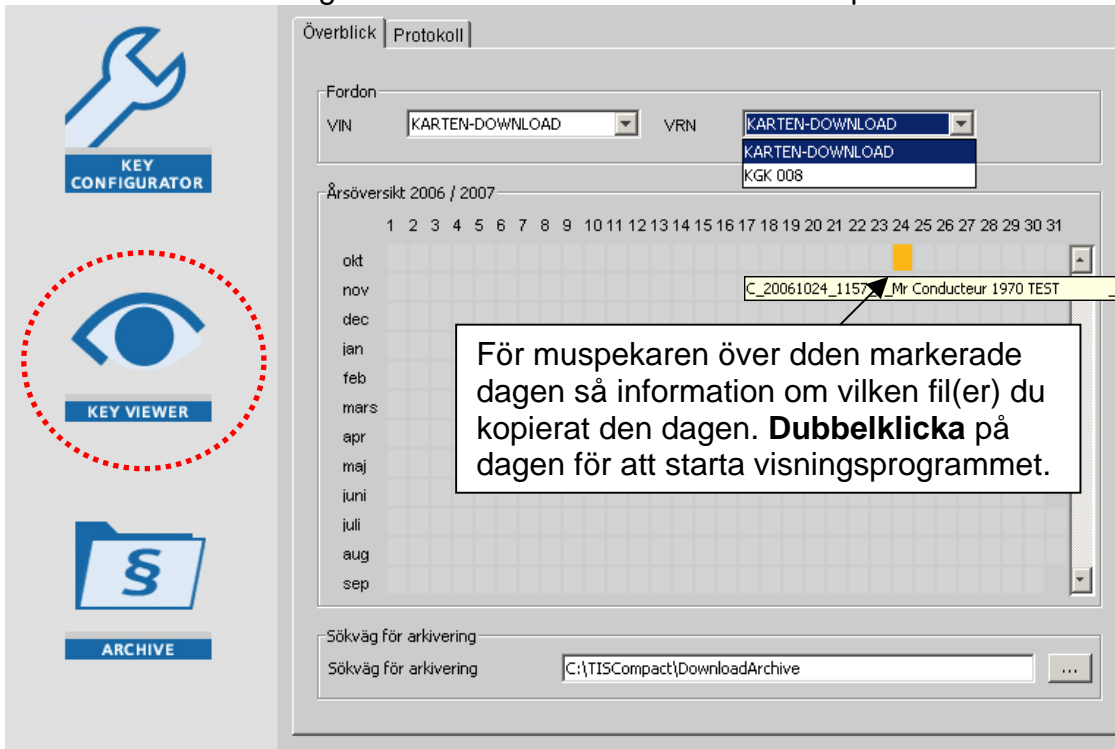 Överblick Protokoll
Fordon
VIN KARTEN-DOWNLOAD VRN KARTEN-DOWNLOAD
KARTEN-DOWNLOAD
KGK 008
KEY
CONFIGURATOR
Årsöversikt 2006 / 2007
1 2 3 4 5 6 7 8 9 10 11 12 13 14 15 16 17 18 19 20 21 22 23 24 25 26 27 28 29 30 31
okt
nov
C_20061024_1157_ _Mr Conducteur 1970 TEST _
dec
jan
feb
mars
apr
maj
juni
juli
aug
sep
För muspekaren över dden markerade
dagen så information om vilken fil(er) du
kopierat den dagen. Dubbelklicka på
dagen för att starta visningsprogrammet.
KEY VIEWER
§
ARCHIVE
Sökväg för arkivering
Sökväg för arkivering C:\TISCompact\DownloadArchive ...